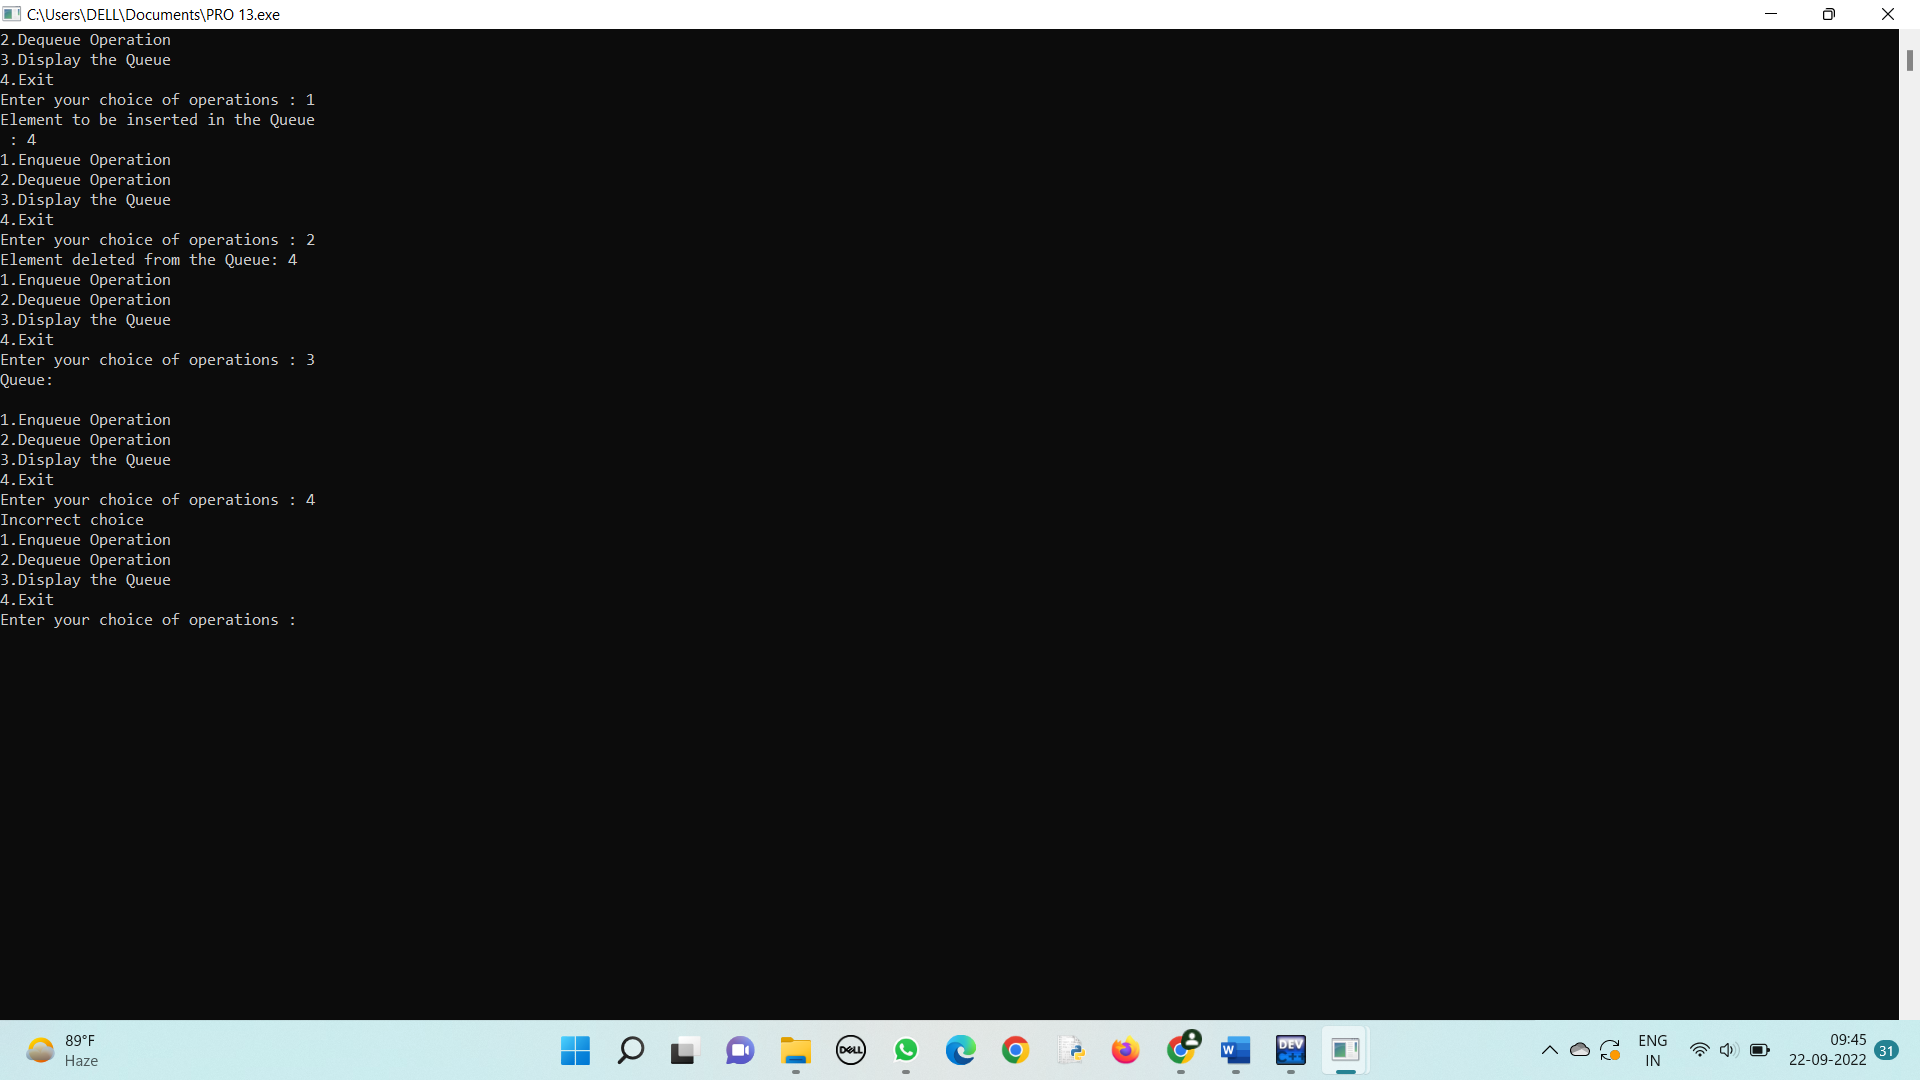 C:\Users\DELL\Documents\PRO 13.exe
2.Dequeue Operation
3.Display the Queue
4.Exit
Enter your choice of operations : 1
Element to be inserted in the Queue
 : 4
1.Enqueue Operation
2.Dequeue Operation
3.Display the Queue
4.Exit
Enter your choice of operations : 2
Element deleted from the Queue: 4
1.Enqueue Operation
2.Dequeue Operation
3.Display the Queue
4.Exit
Enter your choice of operations : 3
Queue:

1.Enqueue Operation
2.Dequeue Operation
3.Display the Queue
4.Exit
Enter your choice of operations : 4
Incorrect choice
1.Enqueue Operation
2.Dequeue Operation
3.Display the Queue
4.Exit
Enter your choice of operations :
89°F
Haze
DELL
W
DEV
C++
ENG
IN
09:45
22-09-2022
31